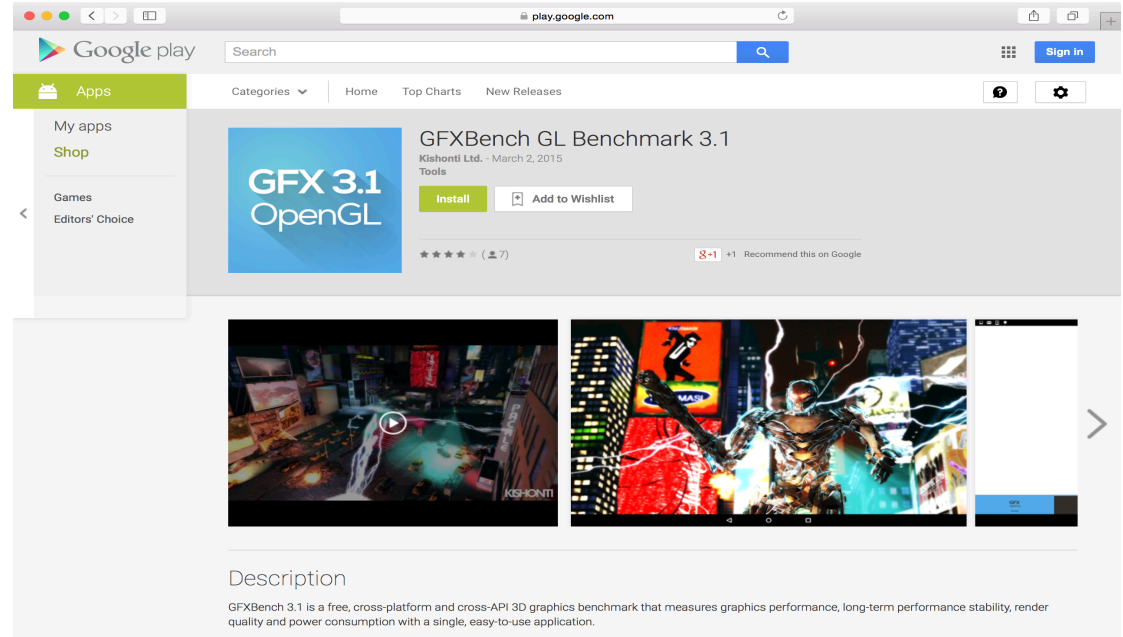 play.google.com
Google play
Search
Sign in
Apps
Categories
Home
Top Charts
New Releases
My apps
Shop
Games
Editors' Choice
GFX 3.1
OpenGL
GFXBench GL Benchmark 3.1
Kishonti Ltd. - March 2, 2015
Tools
Install
Add to Wishlist
( 7)
g+1 +1 Recommend this on Google
KISHONTI
GFX
Description
GFXBench 3.1 is a free, cross-platform and cross-API 3D graphics benchmark that measures graphics performance, long-term performance stability, render
quality and power consumption with a single, easy-to-use application.